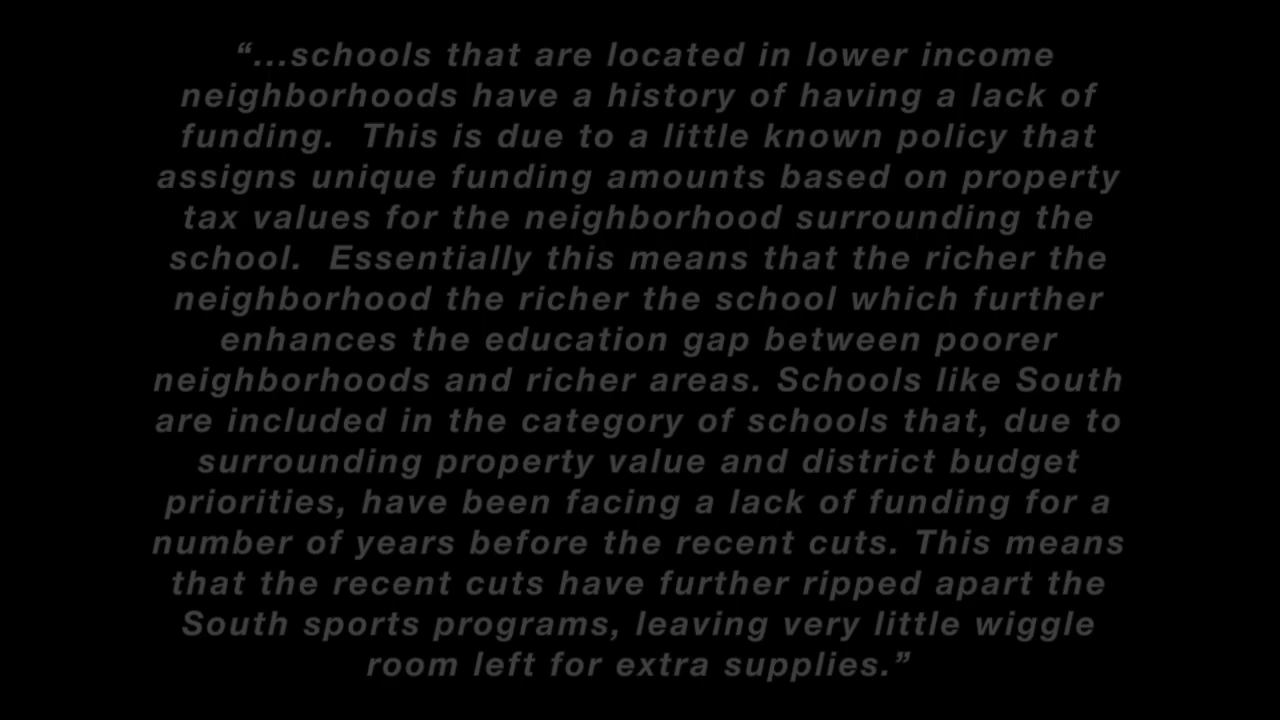 “...schools that are located in lower income
neighborhoods have a history of having a lack of
funding.  This is due to a little known policy that
assigns unique funding amounts based on property
tax values for the neighborhood surrounding the
school.  Essentially this means that the richer the
neighborhood the richer the school which further
enhances the education gap between poorer
neighborhoods and richer areas. Schools like South
are included in the category of schools that, due to
surrounding property value and district budget
priorities, have been facing a lack of funding for a
number of years before the recent cuts. This means
that the recent cuts have further ripped apart the
South sports programs, leaving very little wiggle
room left for extra supplies.”